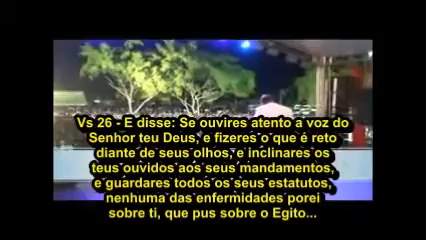 Vs 26 - E disse: Se ouvires atento a voz do
Senhor teu Deus, e fizeres o que é reto
diante de seus olhos, e inclinares os
teus ouvidos aos seus mandamentos,
e guardares todos os seus estatutos,
nenhuma das enfermidades porei
sobre ti, que pus sobre o Egito...